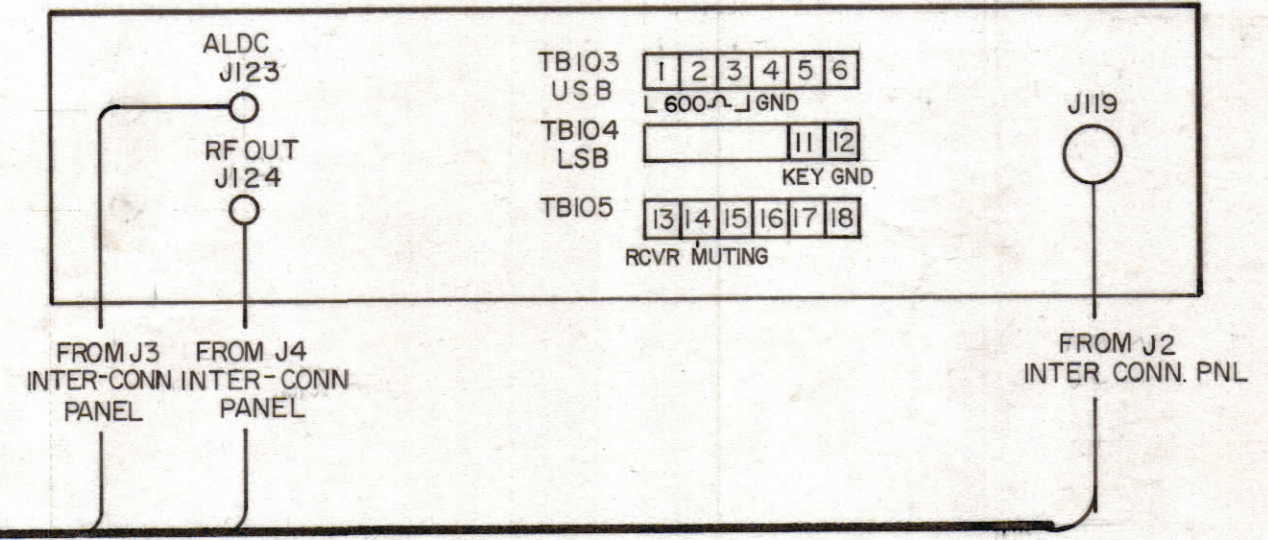 ALDC
J123
RF OUT
J124
TB103
USB
1 2 3 4 5 6
600 Ω GND
TB104
LSB
11 12
KEY GND
TB105
13 14 15 16 17 18
RCVR MUTING
J119
FROM J3
INTER-CONN
PANEL
FROM J4
INTER-CONN
PANEL
FROM J2
INTER CONN. PNL